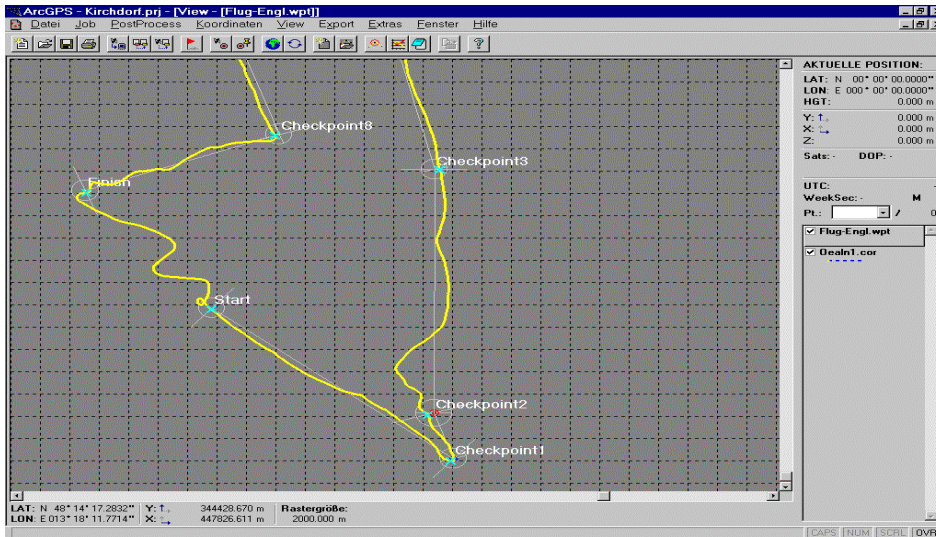 ArcGPS - Kirchdorf.prj - [View - [Flug-Engl.wpt]]
Datei Job PostProcess Koordinaten View Export Extras Fenster Hilfe
Checkpoint8
Checkpoint3
Finish
Start
Checkpoint2
Checkpoint1
AKTUELLE POSITION:
LAT: N 00° 00' 00.0000"
LON: E 000° 00' 00.0000"
HGT: 0.000 m
Y: 0.000 m
X: 0.000 m
Z: 0.000 m
Sats: - DOP: -
UTC: -
WeekSec: - M
Pt.: / 0
Flug-Engl.wpt
Oealn1.cor
LAT: N 48° 14' 17.2832" Y: 344428.670 m Rastergröße:
LON: E 013° 18' 11.7714" X: 447826.611 m 2000.000 m
CAPS NUM SCRL OVR